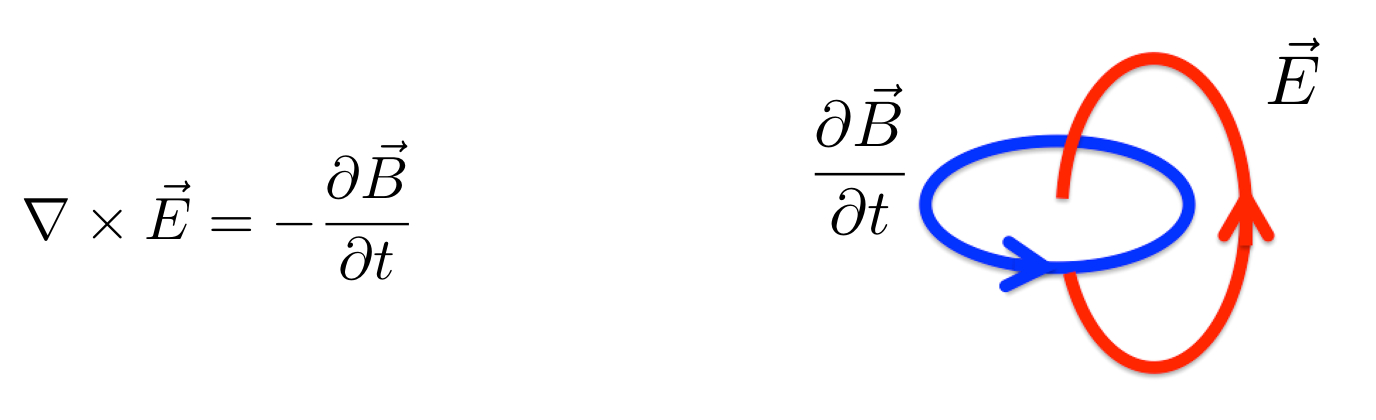 ∇ × E⃗ = − ∂B⃗/∂t
∂B⃗/∂t
E⃗